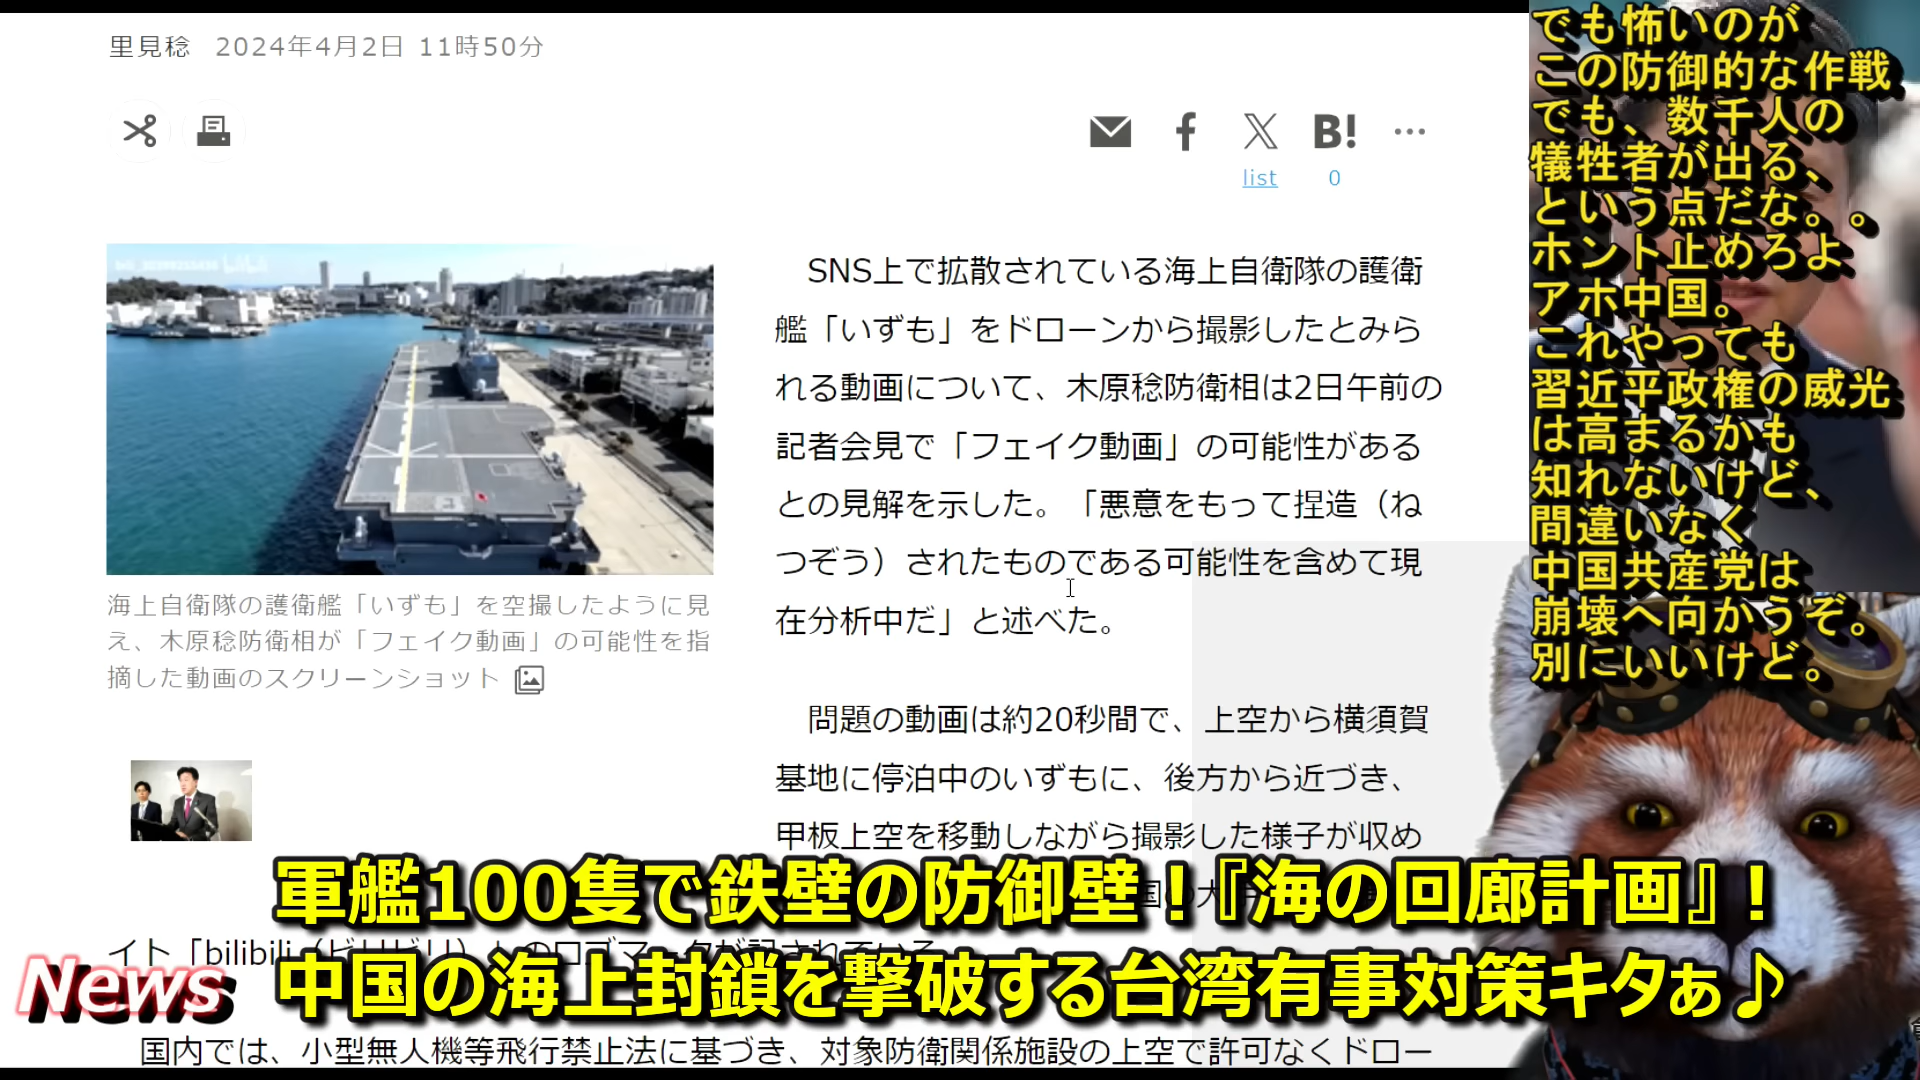 里見稔 2024年4月2日 11時50分
list
B!
0
SNS上で拡散されている海上自衛隊の護衛
艦「いずも」をドローンから撮影したとみら
れる動画について、木原稔防衛相は2日午前の
記者会見で「フェイク動画」の可能性がある
との見解を示した。「悪意をもって捏造（ね
つぞう）されたものである可能性を含めて現
在分析中だ」と述べた。
海上自衛隊の護衛艦「いずも」を空撮したように見
え、木原稔防衛相が「フェイク動画」の可能性を指
摘した動画のスクリーンショット
問題の動画は約20秒間で、上空から横須賀
基地に停泊中のいずもに、後方から近づき、
甲板上空を移動しながら撮影した様子が収め
イト「bilibili（ビリビリ）」のロゴマークが記されている
国内では、小型無人機等飛行禁止法に基づき、対象防衛関係施設の上空で許可なくドロー
でも怖いのが
この防御的な作戦
でも、数千人の
犠牲者が出る、
という点だな。。
ホント止めろよ
アホ中国。
これやっても
習近平政権の威光
は高まるかも
知れないけど、
間違いなく
中国共産党は
崩壊へ向かうぞ。
別にいいけど。
軍艦100隻で鉄壁の防御壁！『海の回廊計画』！
中国の海上封鎖を撃破する台湾有事対策キタぁ♪
News